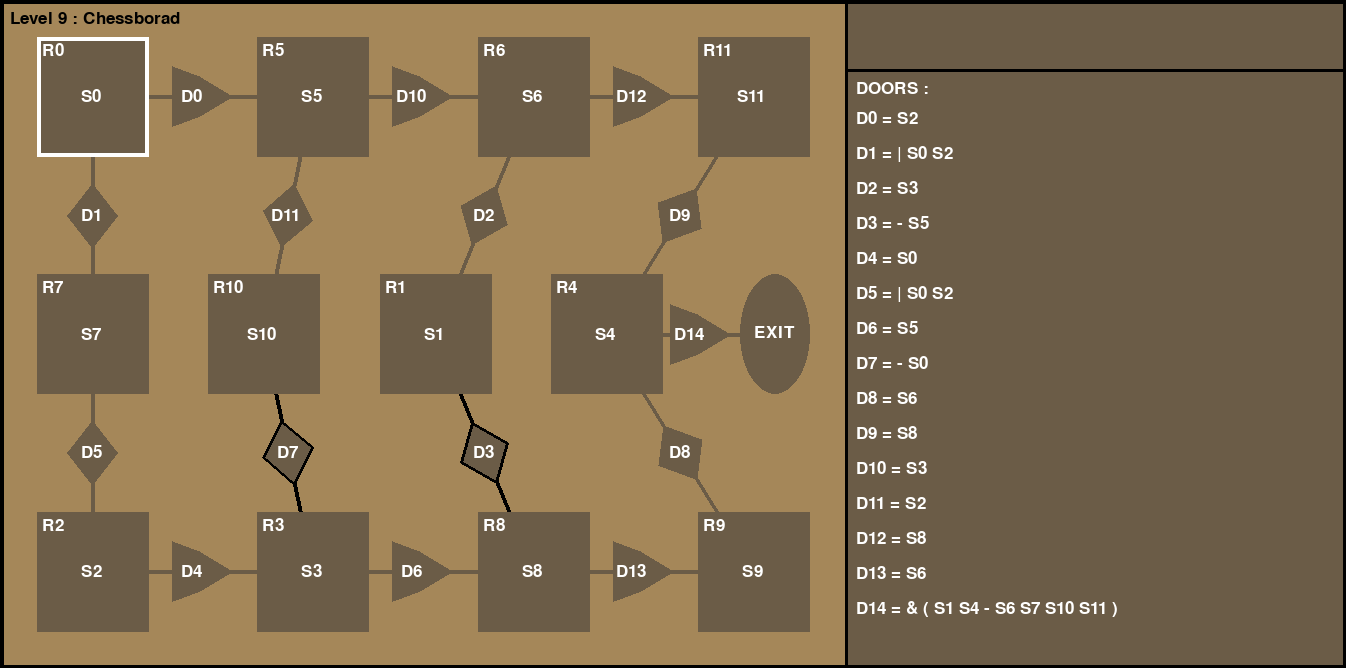 Level 9 : Chessborad
R0
S0
D0
R5
S5
D10
R6
S6
D12
R11
S11
D1
D11
D2
D9
R7
S7
R10
S10
R1
S1
R4
S4
D14
EXIT
D5
D7
D3
D8
R2
S2
D4
R3
S3
D6
R8
S8
D13
R9
S9
DOORS :
D0 = S2
D1 = | S0 S2
D2 = S3
D3 = - S5
D4 = S0
D5 = | S0 S2
D6 = S5
D7 = - S0
D8 = S6
D9 = S8
D10 = S3
D11 = S2
D12 = S8
D13 = S6
D14 = & ( S1 S4 - S6 S7 S10 S11 )